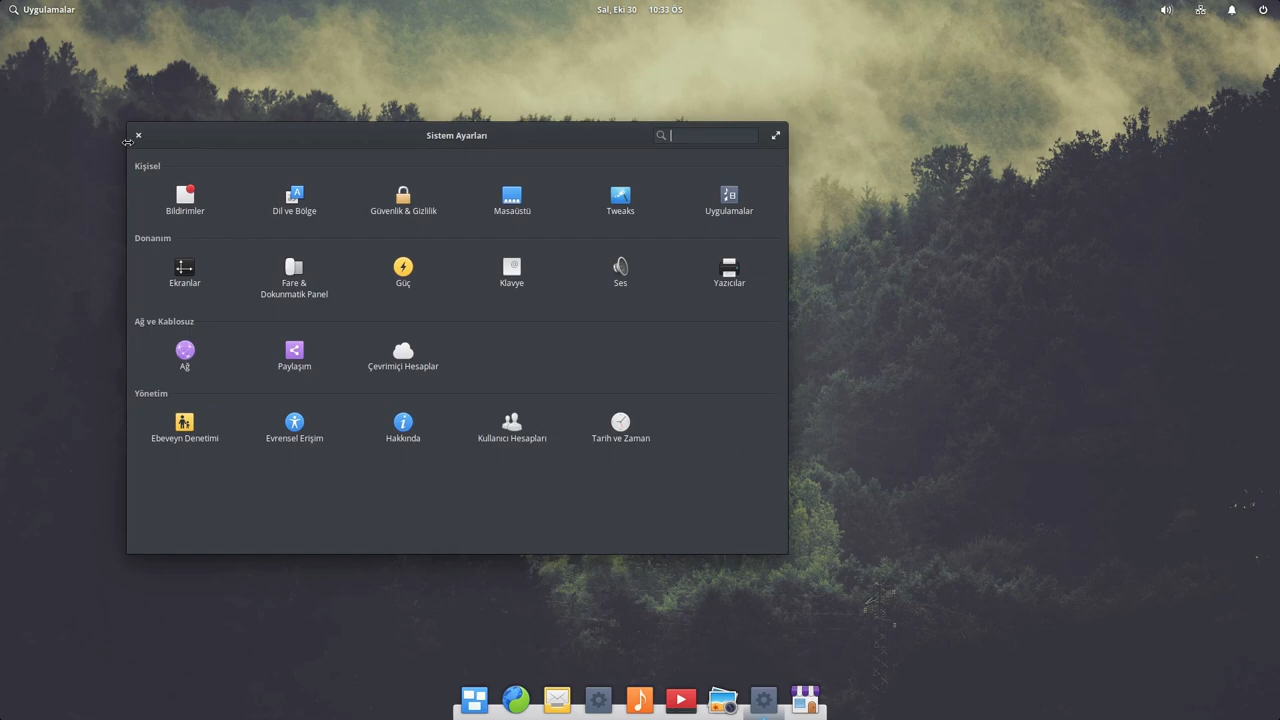 Uygulamalar
Sal, Eki 30 10:33 ÖS
Sistem Ayarları
Kişisel
Bildirimler
Dil ve Bölge
Güvenlik & Gizlilik
Masaüstü
Tweaks
Uygulamalar
Donanım
Ekranlar
Fare &
Dokunmatik Panel
Güç
Klavye
Ses
Yazıcılar
Ağ ve Kablosuz
Ağ
Paylaşım
Çevrimiçi Hesaplar
Yönetim
Ebeveyn Denetimi
Evrensel Erişim
Hakkında
Kullanıcı Hesapları
Tarih ve Zaman